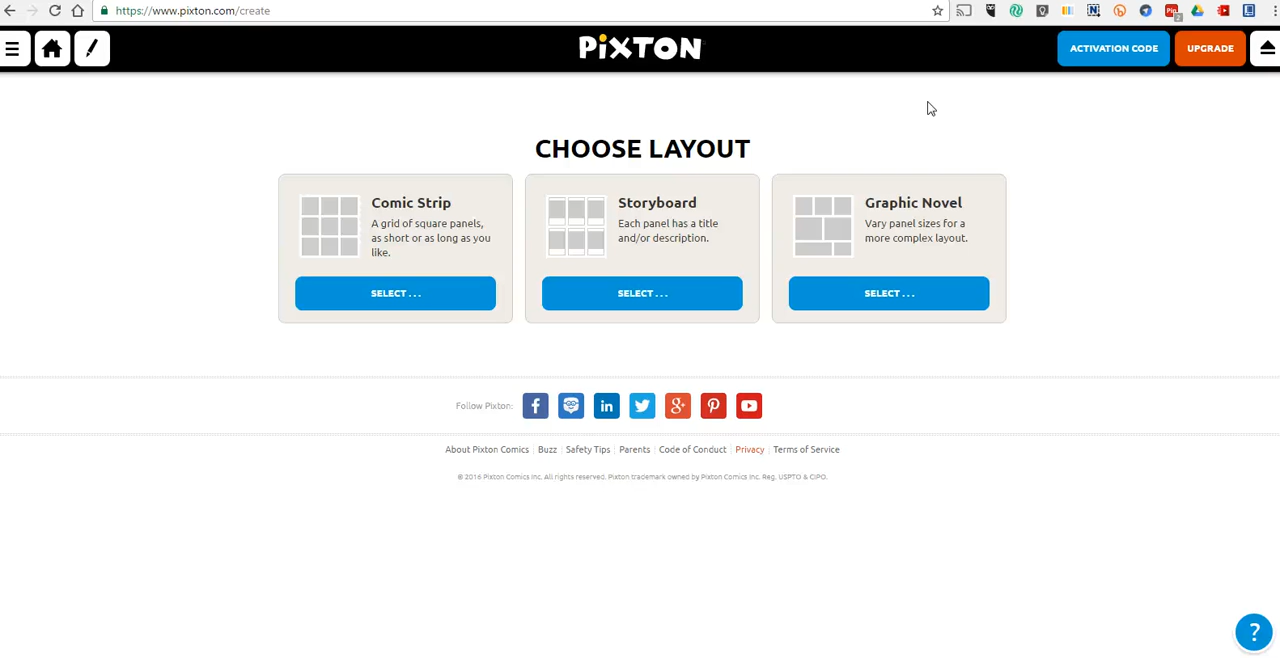 https://www.pixton.com/create
PiXTON
ACTIVATION CODE
UPGRADE
CHOOSE LAYOUT
Comic Strip
A grid of square panels,
as short or as long as you
like.
SELECT . . .
Storyboard
Each panel has a title
and/or description.
SELECT . . .
Graphic Novel
Vary panel sizes for a
more complex layout.
SELECT . . .
Follow Pixton:
About Pixton Comics | Buzz | Safety Tips | Parents | Code of Conduct | Privacy | Terms of Service
© 2016 Pixton Comics Inc. All rights reserved. Pixton trademark owned by Pixton Comics Inc. Reg. USPTO & CIPO.
?